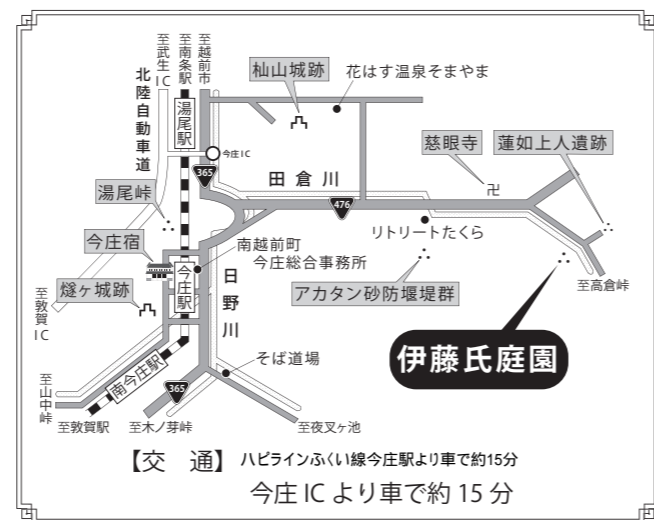 至武生IC
至南条駅
至越前市
北陸自動車道
湯尾駅
杣山城跡
花はす温泉そまやま
今庄IC
365
田倉川
慈眼寺
卍
蓮如上人遺跡
湯尾峠
476
リトリートたくら
今庄宿
南越前町
今庄総合事務所
今庄駅
日野川
アカタン砂防堰堤群
至高倉峠
燧ヶ城跡
至敦賀IC
伊藤氏庭園
そば道場
南今庄駅
365
至山中峠
至敦賀駅
至木ノ芽峠
至夜叉ヶ池
【交　通】 ハピラインふくい線今庄駅より車で約15分
今庄 IC より車で約 15 分